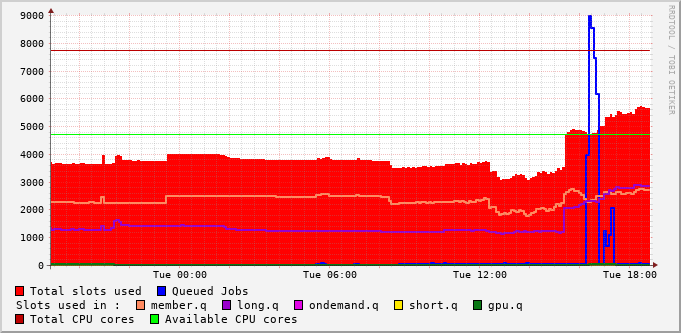 9000
8000
7000
6000
5000
4000
3000
2000
1000
0
Tue 00:00 Tue 06:00 Tue 12:00 Tue 18:00
RRDTOOL / TOBI OETIKER
Total slots used Queued Jobs
Slots used in : member.q long.q ondemand.q short.q gpu.q
Total CPU cores Available CPU cores